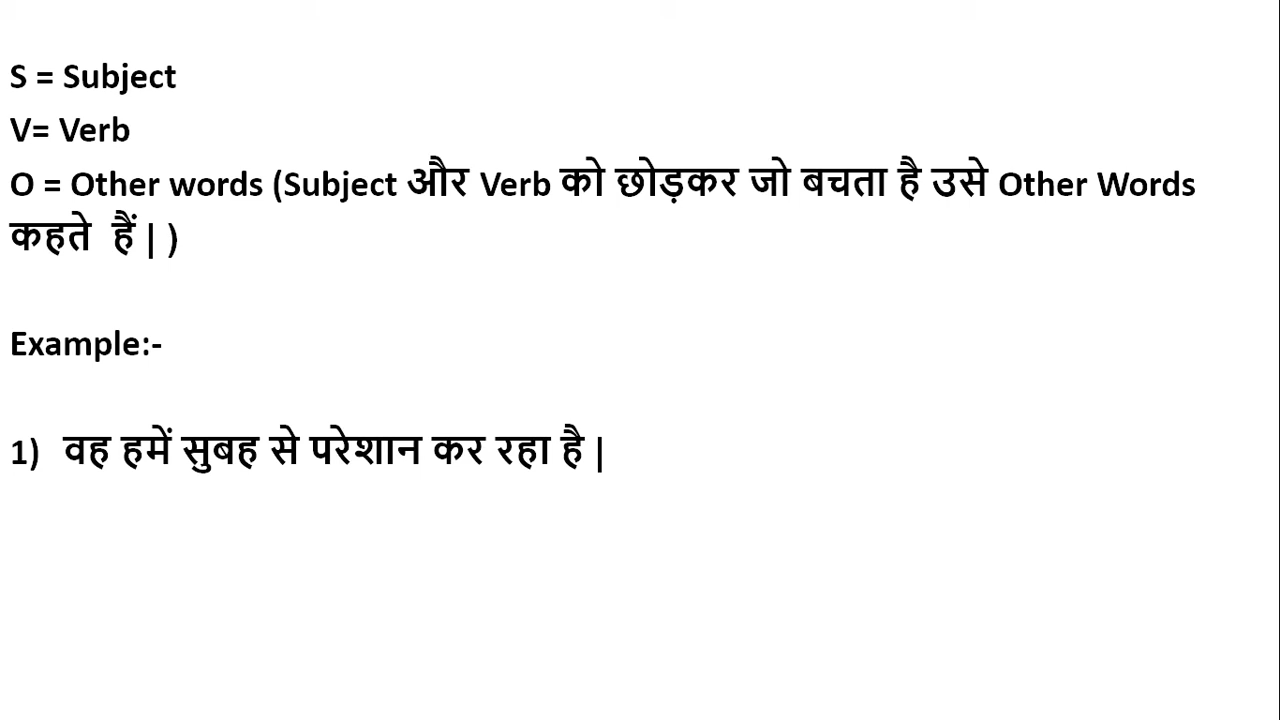 S = Subject
V= Verb
O = Other words (Subject और Verb को छोड़कर जो बचता है उसे Other Words
कहते  हैं | )
Example:-
1)  वह हमें सुबह से परेशान कर रहा है |